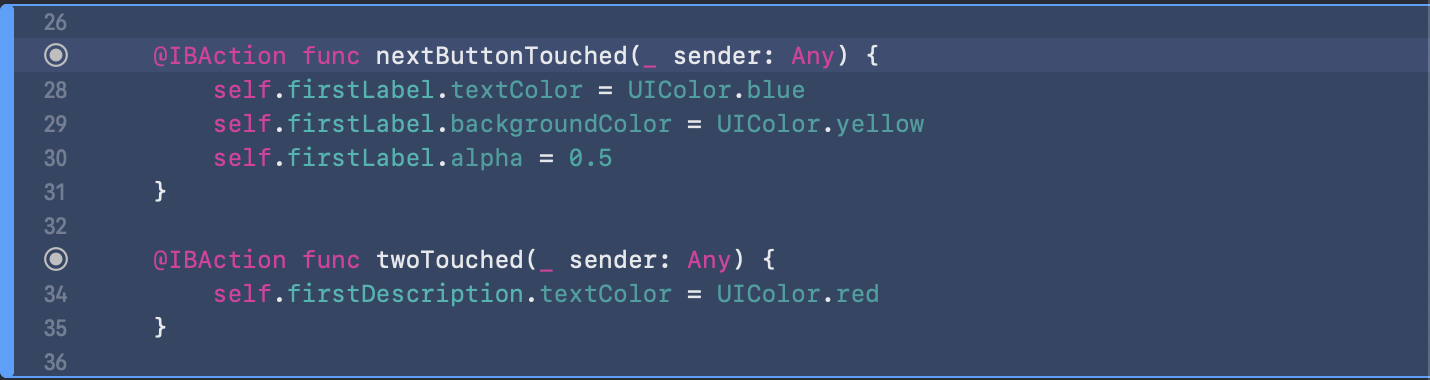 26
@IBAction func nextButtonTouched(_ sender: Any) {
28 self.firstLabel.textColor = UIColor.blue
29 self.firstLabel.backgroundColor = UIColor.yellow
30 self.firstLabel.alpha = 0.5
31 }
32
@IBAction func twoTouched(_ sender: Any) {
34 self.firstDescription.textColor = UIColor.red
35 }
36